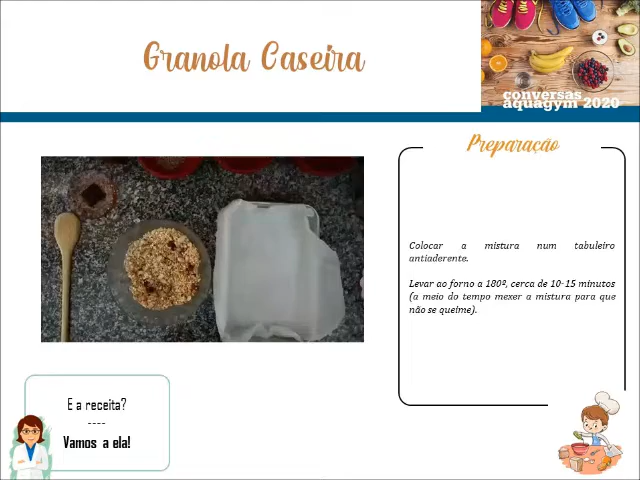 Granola Caseira
conversas
aquagym 2020
Preparação
Colocar a mistura num tabuleiro
antiaderente.
Levar ao forno a 180º, cerca de 10-15 minutos
(a meio do tempo mexer a mistura para que
não se queime).
E a receita?
----
Vamos a ela!